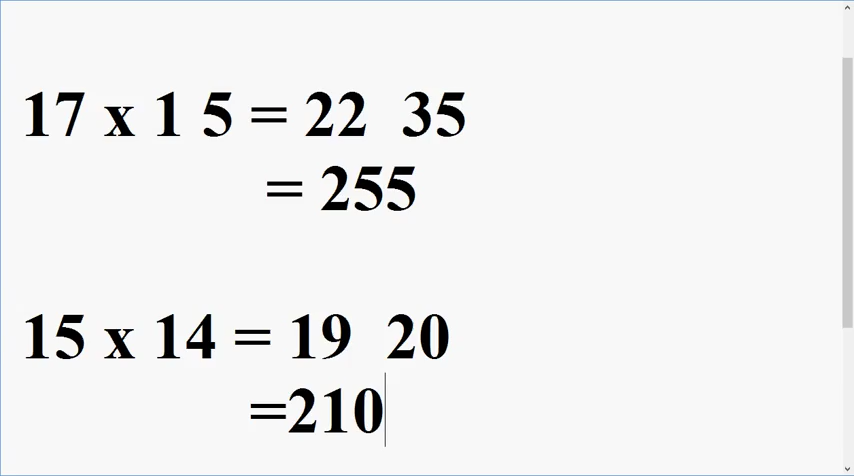 17 x 1 5 = 22 35
= 255
15 x 14 = 19 20
=210